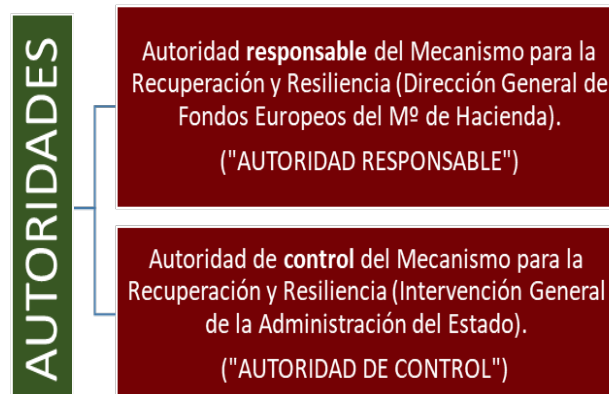 AUTORIDADES
Autoridad responsable del Mecanismo para la
Recuperación y Resiliencia (Dirección General de
Fondos Europeos del Mº de Hacienda).
("AUTORIDAD RESPONSABLE")
Autoridad de control del Mecanismo para la
Recuperación y Resiliencia (Intervención General
de la Administración del Estado).
("AUTORIDAD DE CONTROL")